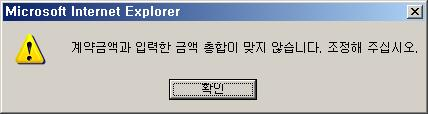 Microsoft Internet Explorer
계약금액과 입력한 금액 총합이 맞지 않습니다. 조정해 주십시오.
확인